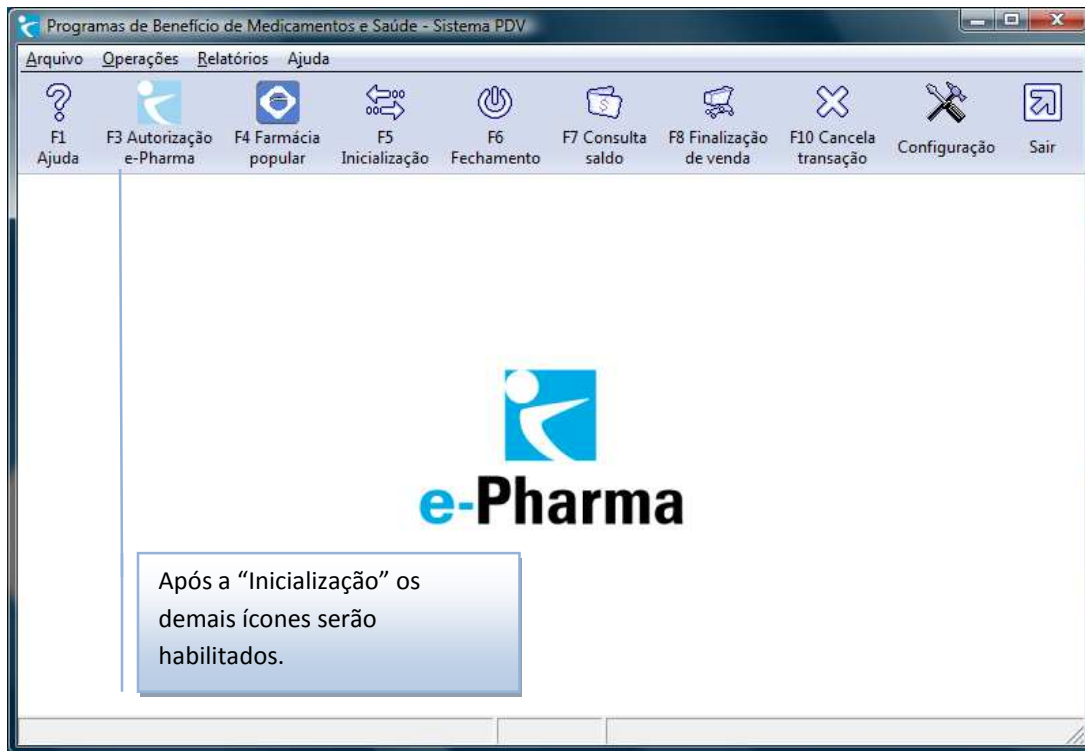 Programas de Benefício de Medicamentos e Saúde - Sistema PDV
Arquivo Operações Relatórios Ajuda
F1 Ajuda
F3 Autorização e-Pharma
F4 Farmácia popular
F5 Inicialização
F6 Fechamento
F7 Consulta saldo
F8 Finalização de venda
F10 Cancela transação
Configuração
Sair
e-Pharma
Após a “Inicialização” os
demais ícones serão
habilitados.